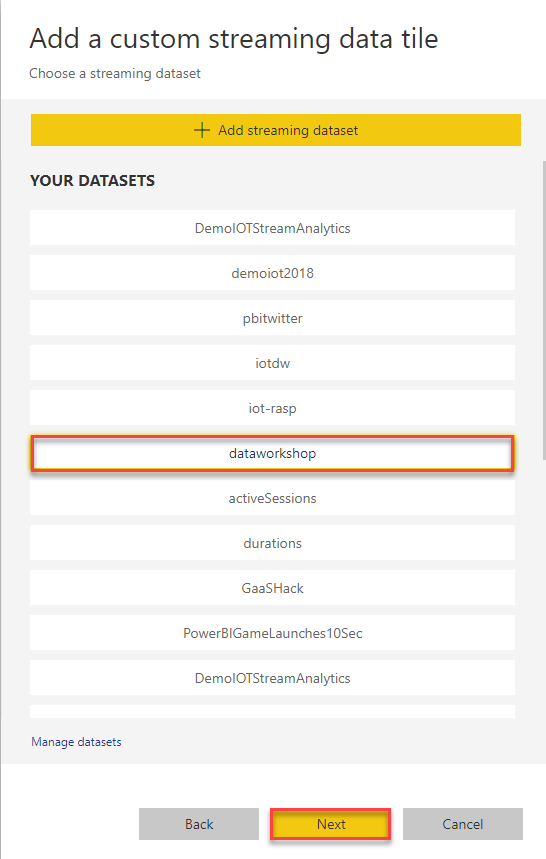 Add a custom streaming data tile
Choose a streaming dataset
Add streaming dataset
YOUR DATASETS
DemoIOTStreamAnalytics
demoiot2018
pbitwitter
iotdw
iot-rasp
dataworkshop
activeSessions
durations
GaaSHack
PowerBIGameLaunches10Sec
DemoIOTStreamAnalytics
Manage datasets
Back
Next
Cancel